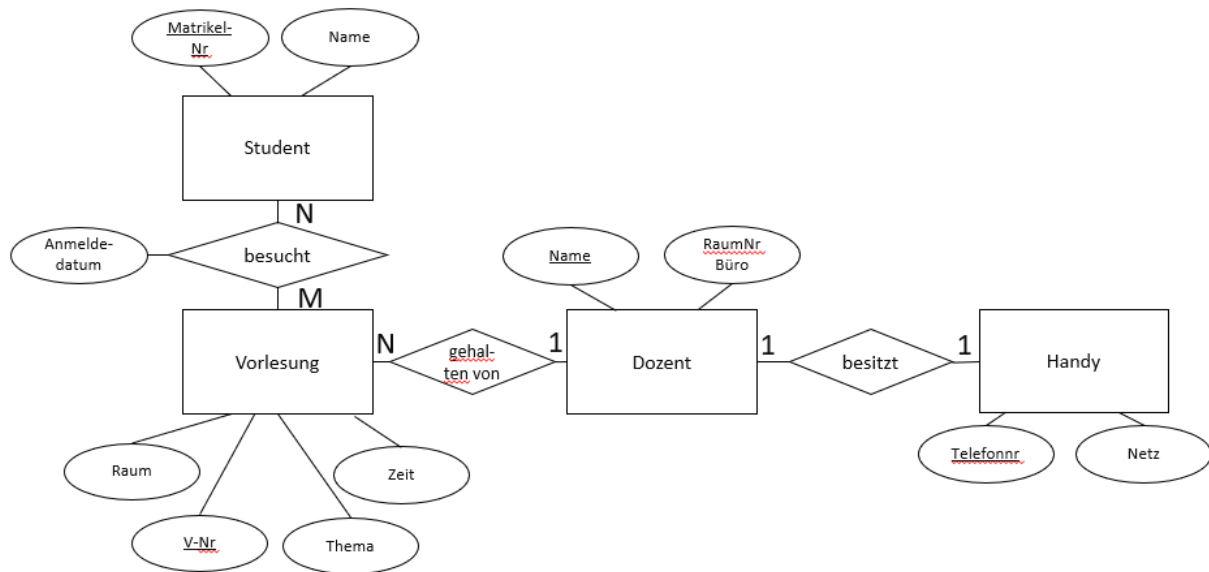 Matrikel-
Nr
Name
Student
N
Anmelde-
datum
besucht
M
Name
RaumNr
Büro
Vorlesung
N
gehal-
ten von
1
Dozent
1
besitzt
1
Handy
Raum
Zeit
Telefonnr
Netz
V-Nr
Thema